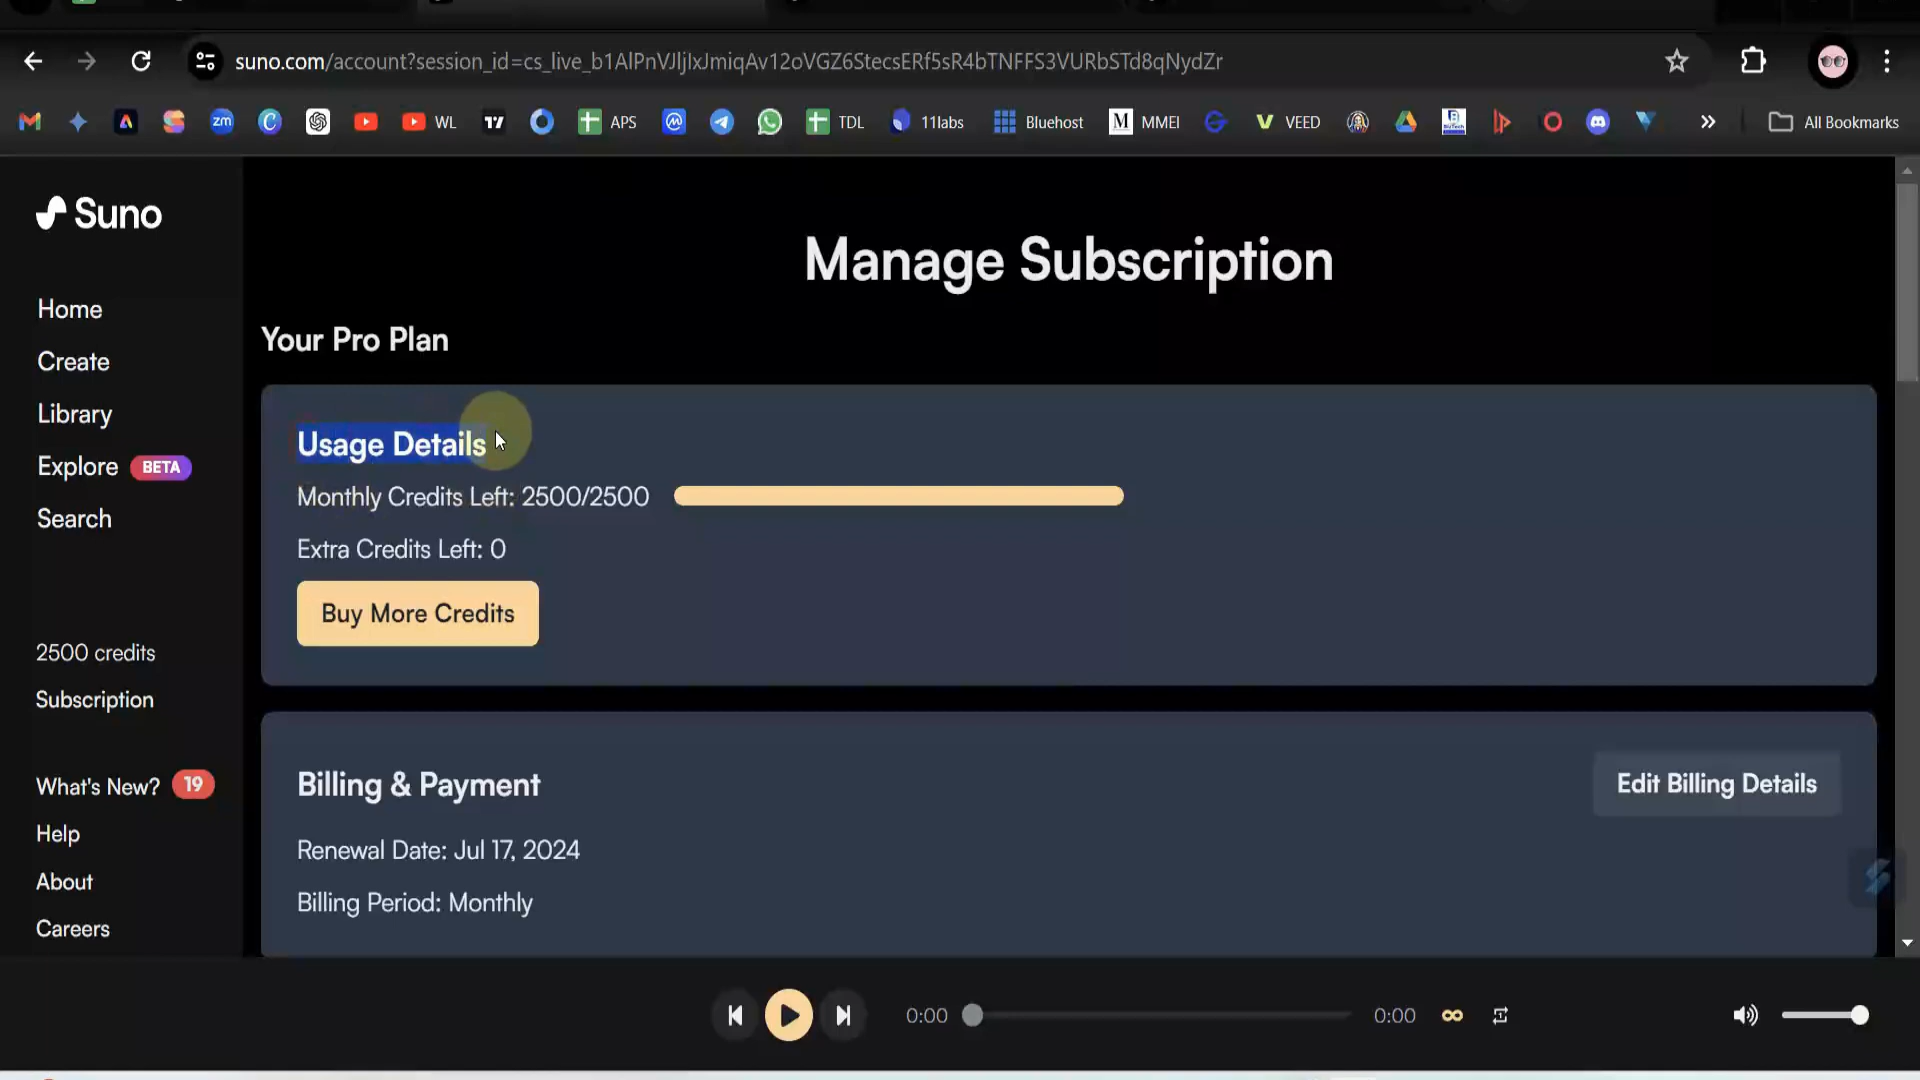 suno.com/account?session_id=cs_live_b1AlPnVJljlxJmiqAv12oVGZ6StecsERf5sR4bTNFFS3VURbSTd8qNydZr
zm
WL
APS
TDL
11labs
Bluehost
M MMEI
VEED
All Bookmarks
Suno
Home
Create
Library
Explore BETA
Search
2500 credits
Subscription
What's New? 19
Help
About
Careers
Manage Subscription
Your Pro Plan
Usage Details
Monthly Credits Left: 2500/2500
Extra Credits Left: 0
Buy More Credits
Billing & Payment
Edit Billing Details
Renewal Date: Jul 17, 2024
Billing Period: Monthly
0:00
0:00